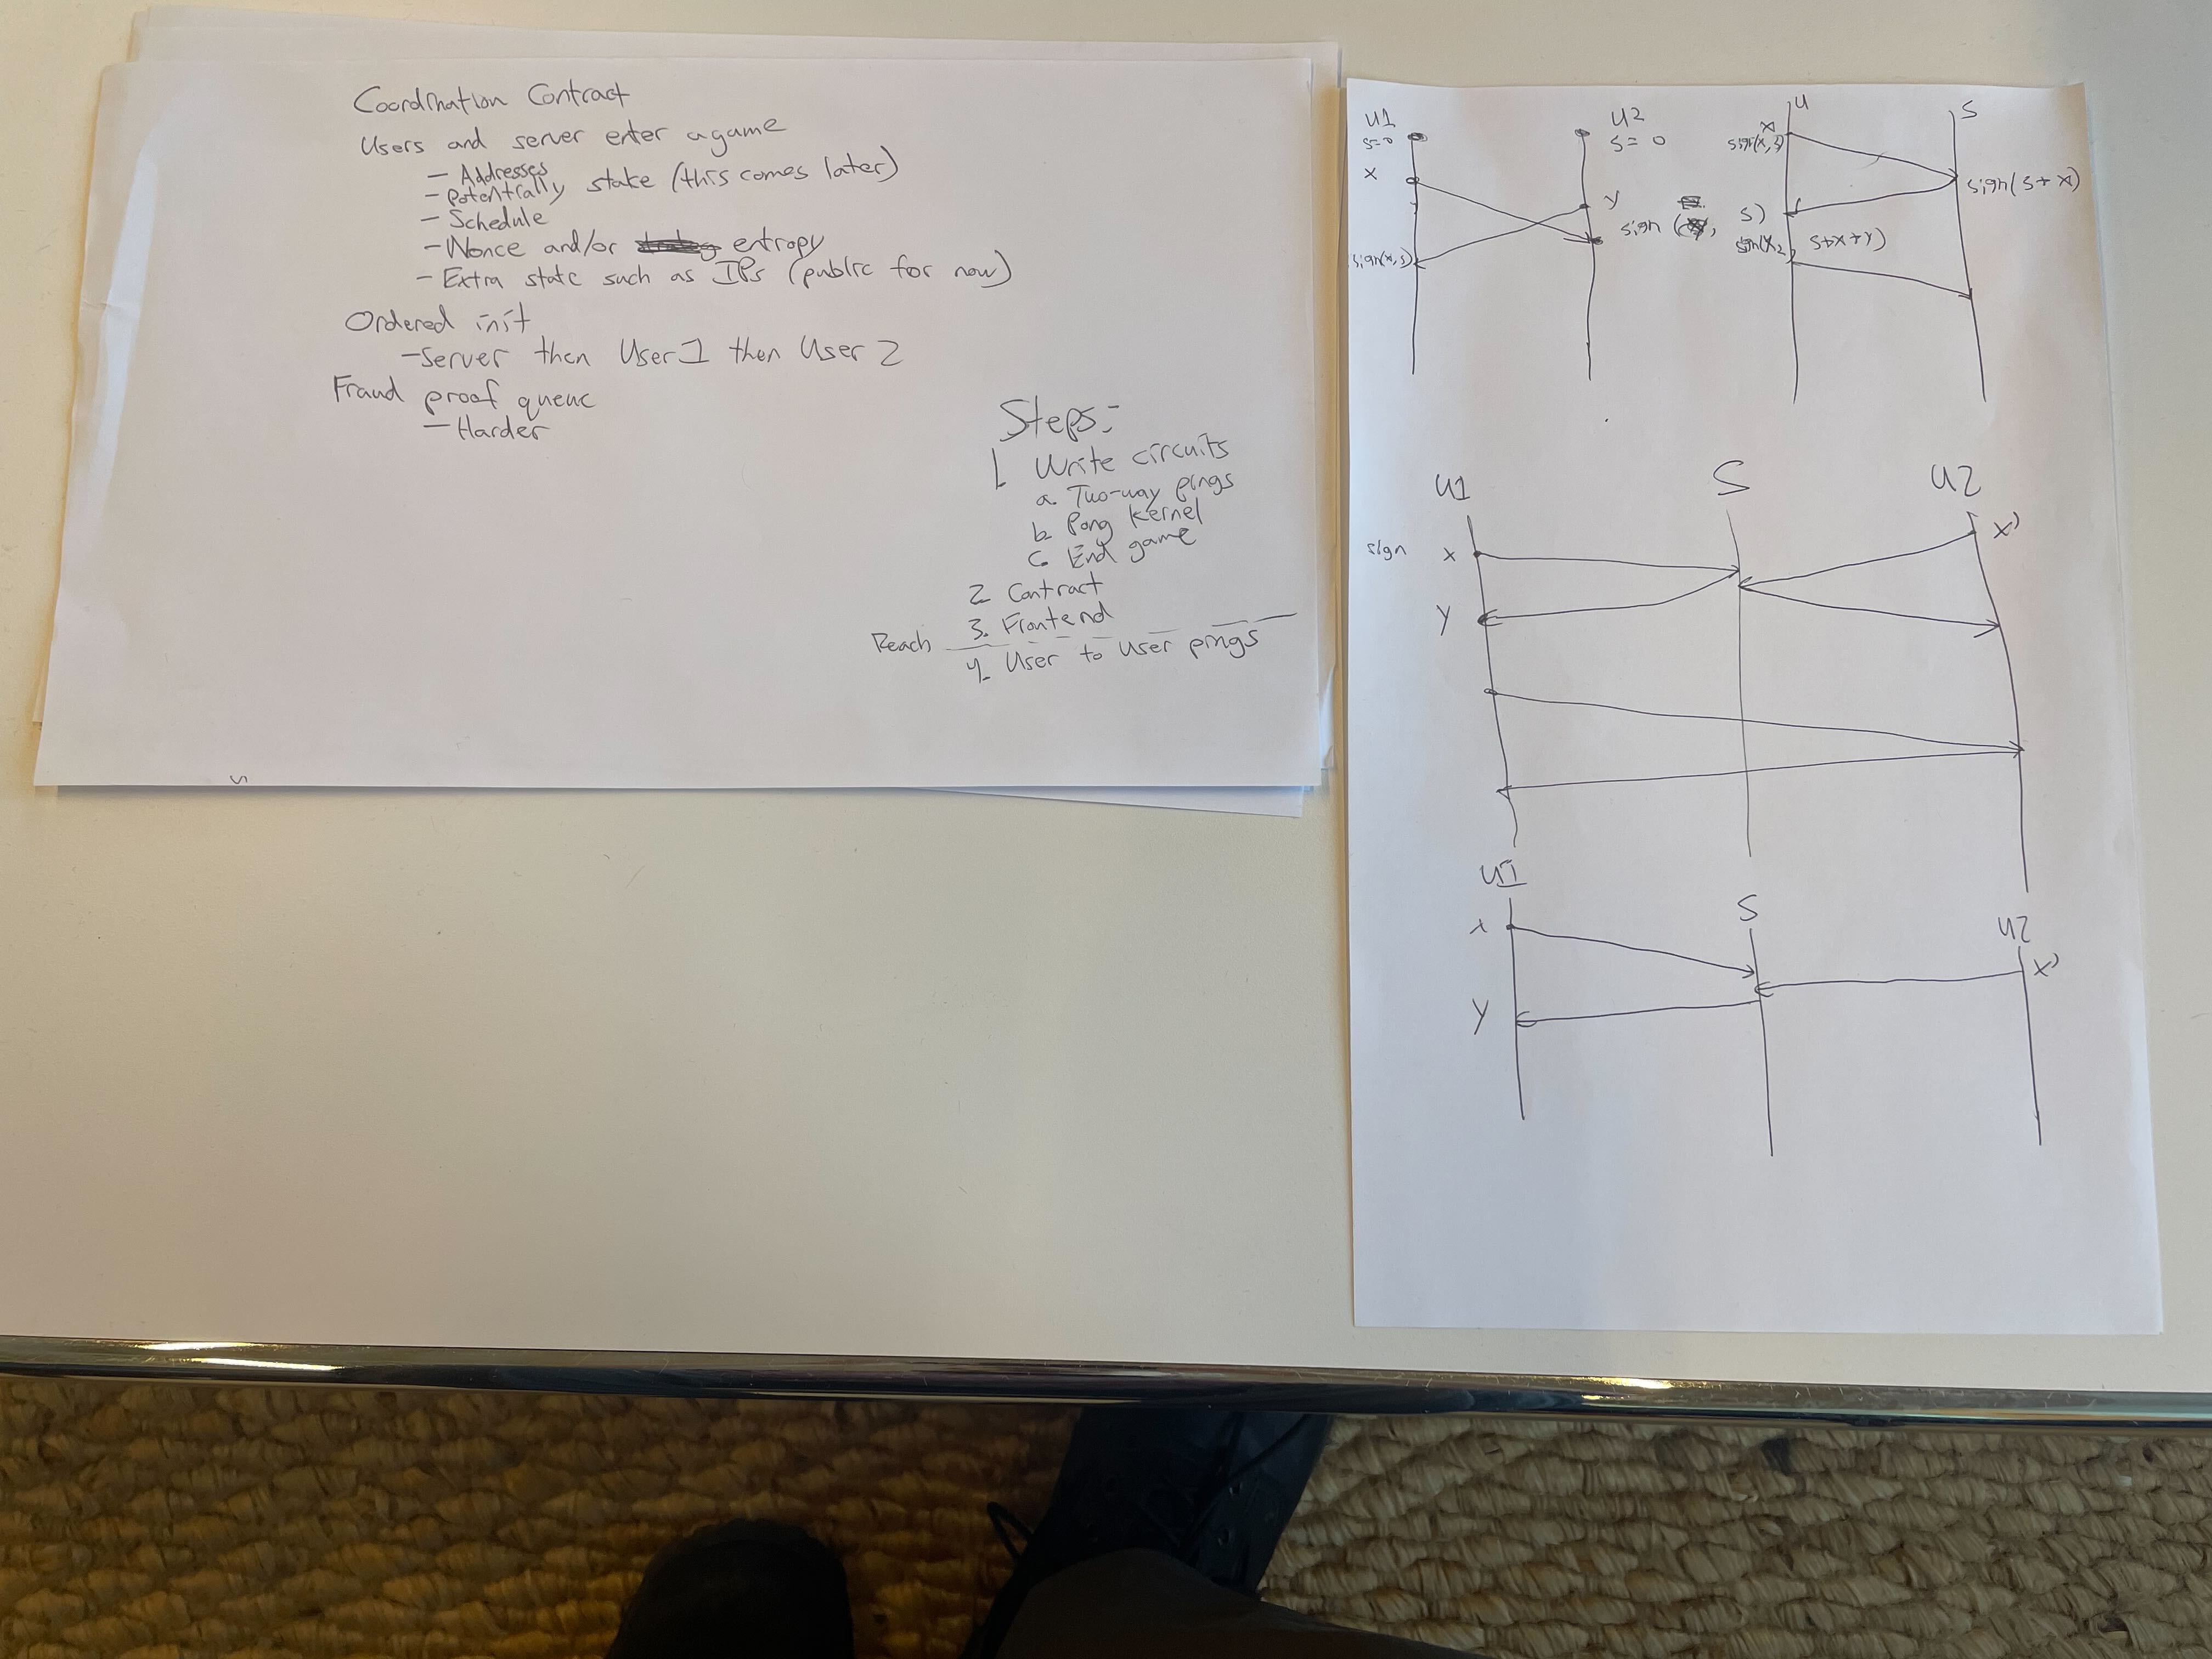 Coordination Contract
Users and server enter a game
- Addresses
- Potentially stake (this comes later)
- Schedule
- Nonce and/or entropy
- Extra state such as IPs (public for now)
Ordered init
- Server then User 1 then User 2
Fraud proof queue
- Harder
Steps:
1. Write circuits
a. Two-way pings
b. Pong kernel
c. End game
2. Contract
3. Frontend
Reach
4. User to user pings
s
U1
s=0
x
sign(x,s)
U2
s=0
y
sign ( , s)
U
x
sign(x,s)
sign(x2, s+x+y)
S
sign(s+x)
U1
S
U2
sign x
x'
y
U1
S
U2
x
x'
y